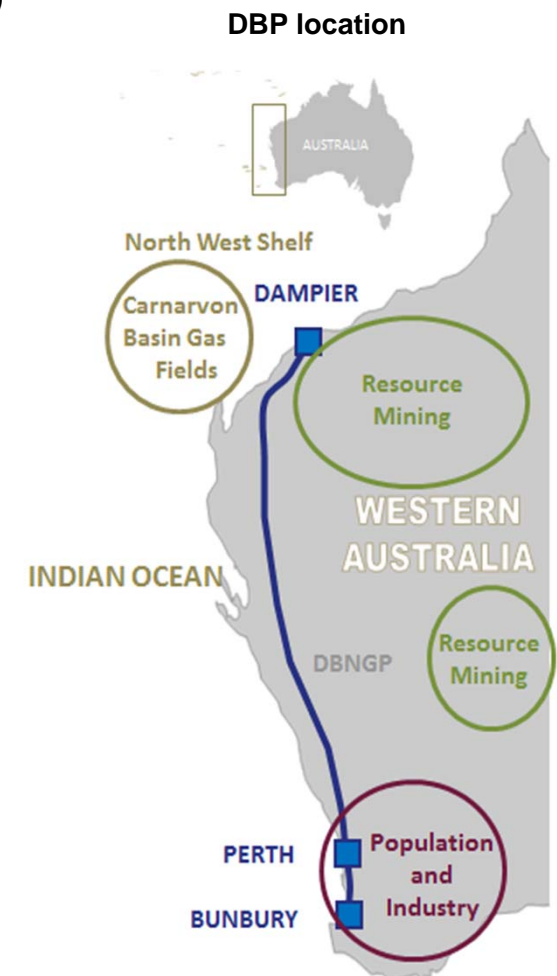 DBP location
AUSTRALIA
North West Shelf
DAMPIER
Carnarvon
Basin Gas
Fields
Resource
Mining
WESTERN
AUSTRALIA
INDIAN OCEAN
Resource
Mining
DBNGP
PERTH
Population
and
Industry
BUNBURY